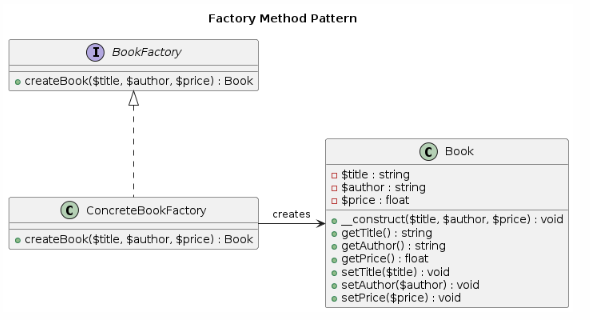 Factory Method Pattern
I BookFactory
createBook($title, $author, $price) : Book
C Book
$title : string
$author : string
$price : float
__construct($title, $author, $price) : void
getTitle() : string
getAuthor() : string
getPrice() : float
setTitle($title) : void
setAuthor($author) : void
setPrice($price) : void
C ConcreteBookFactory
createBook($title, $author, $price) : Book
creates